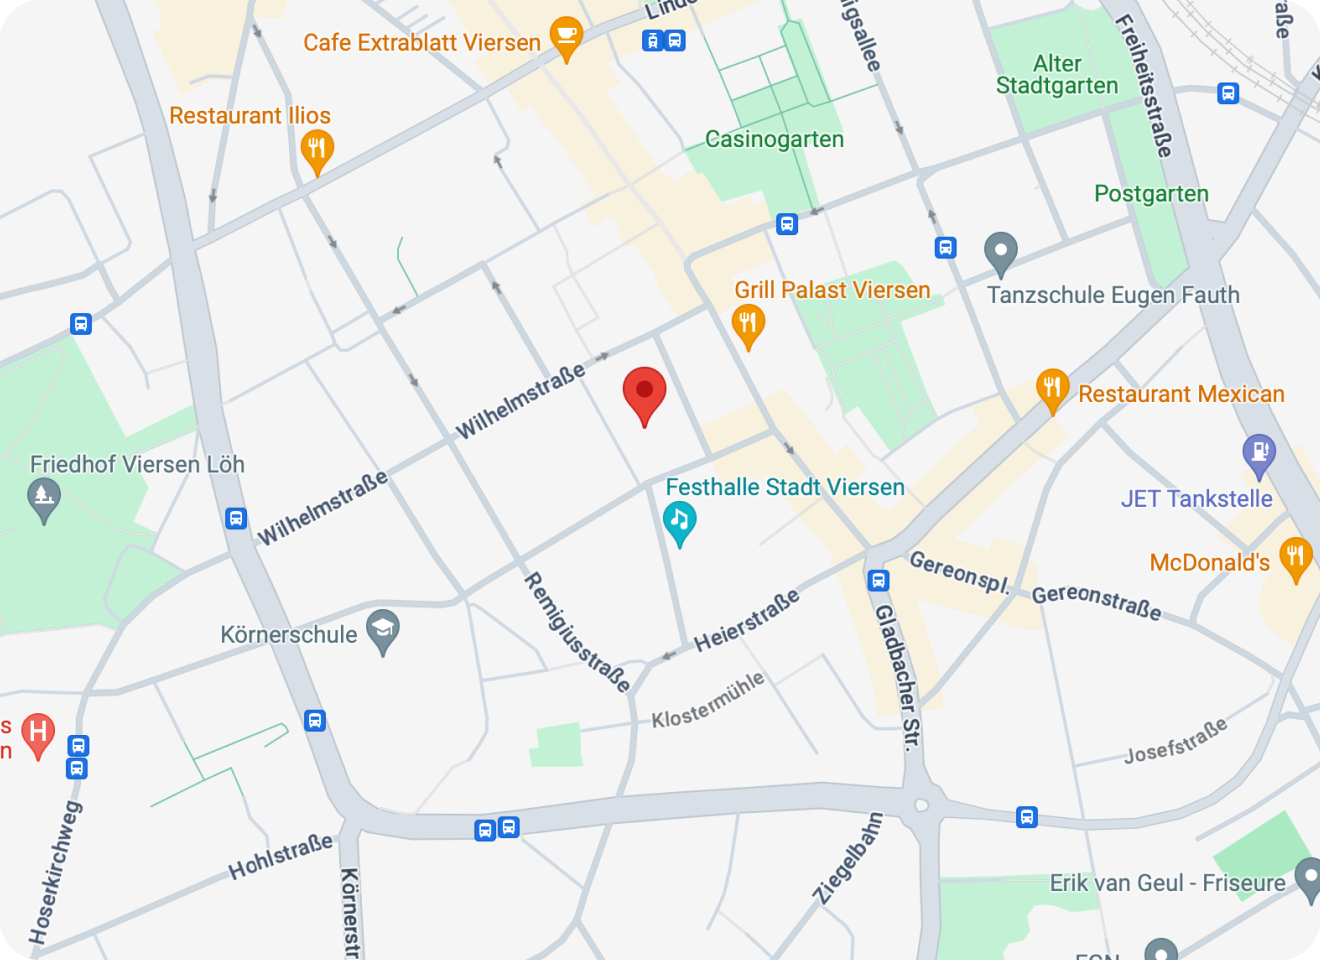 Linde
Cafe Extrablatt Viersen
igsallee
Freiheitsstraße
raße
Alter
Stadtgarten
Restaurant Ilios
Casinogarten
Postgarten
Grill Palast Viersen
Tanzschule Eugen Fauth
Wilhelmstraße
Restaurant Mexican
Friedhof Viersen Löh
Wilhelmstraße
Festhalle Stadt Viersen
JET Tankstelle
McDonald's
Gereonspl.
Gereonstraße
Remigiusstraße
Heierstraße
Gladbacher Str.
Körnerschule
Klostermühle
s
n
H
Josefstraße
Hoserkirchweg
Hohlstraße
Körnerstr
Ziegelbahn
Erik van Geul - Friseure